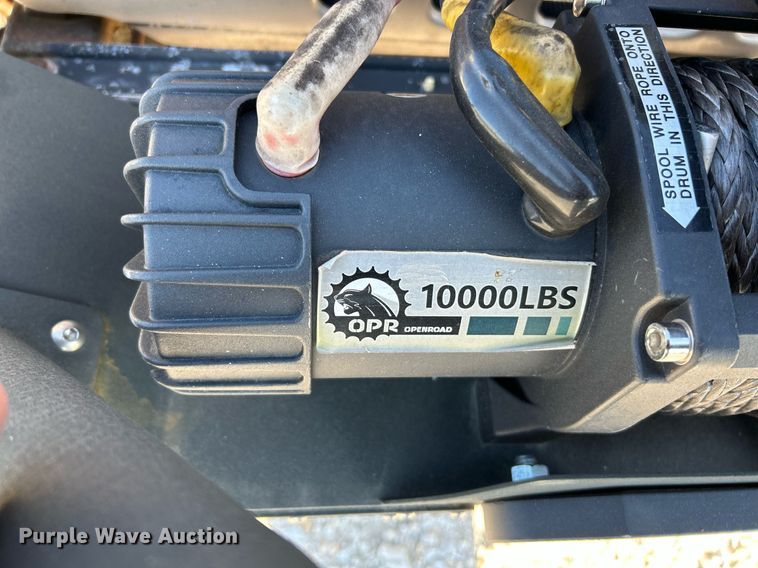 SPOOL WIRE ROPE ONTO
DRUM IN THIS DIRECTION
10000LBS
OPR OPENROAD
Purple Wave Auction